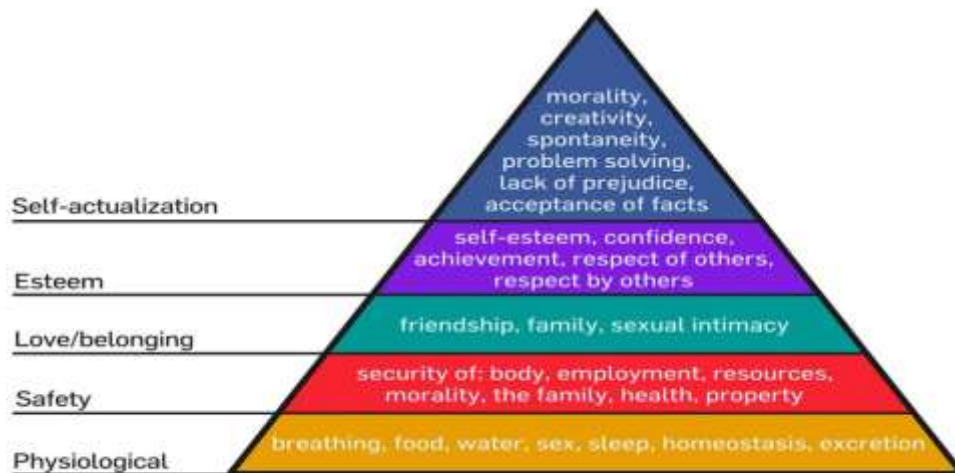 morality,
creativity,
spontaneity,
problem solving,
lack of prejudice,
acceptance of facts
Self-actualization
self-esteem, confidence,
achievement, respect of others,
respect by others
Esteem
friendship, family, sexual intimacy
Love/belonging
security of: body, employment, resources,
morality, the family, health, property
Safety
breathing, food, water, sex, sleep, homeostasis, excretion
Physiological